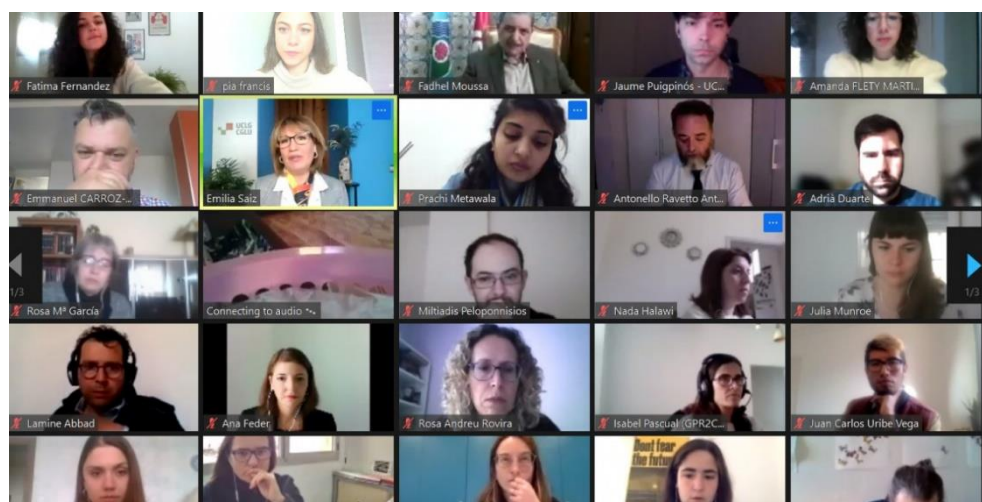 Fatima Fernandez
pia francis
Fadhel Moussa
Jaume Puigpinós - UC...
Amanda FLETY MARTI...
UCLG
CGLU
Emmanuel CARROZ-...
Emilia Saiz
Prachi Metawala
Antonello Ravetto Ant...
Adrià Duarte
1/3
Rosa Mª García
Connecting to audio
Miltiadis Peloponnisios
Nada Halawi
Julia Munroe
1/3
Lamine Abbad
Ana Feder
Rosa Andreu Rovira
Isabel Pascual (GPR2C...
Juan Carlos Uribe Vega
Dont fear
the futur